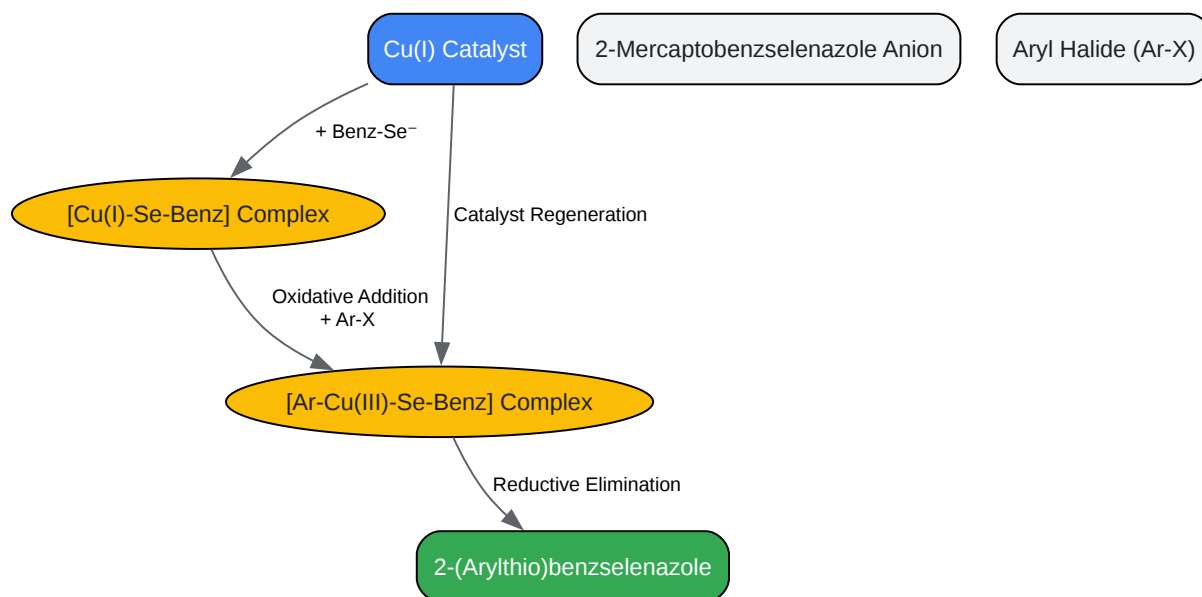 Cu(I) Catalyst
2-Mercaptobenzselenazole Anion
Aryl Halide (Ar-X)
+ Benz-Se⁻
[Cu(I)-Se-Benz] Complex
Catalyst Regeneration
Oxidative Addition
+ Ar-X
[Ar-Cu(III)-Se-Benz] Complex
Reductive Elimination
2-(Arylthio)benzselenazole